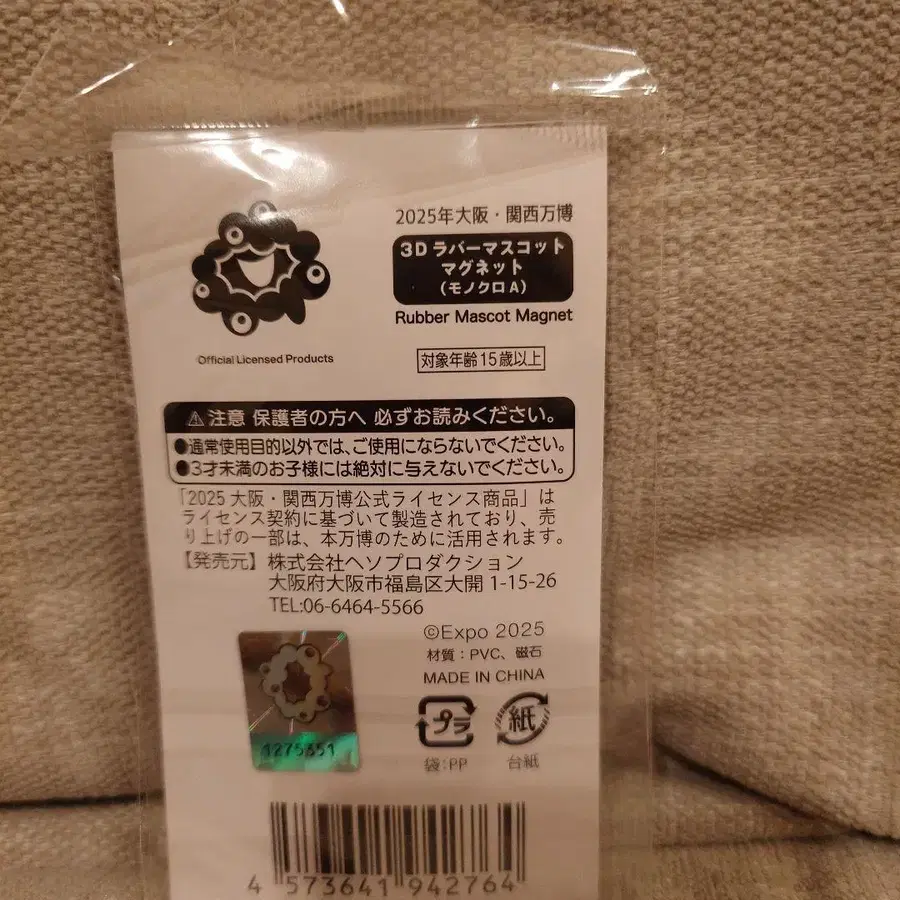 2025年大阪・関西万博
3D ラバーマスコット
マグネット
(モノクロ A)
Rubber Mascot Magnet
Official Licensed Products
対象年齢15歳以上
⚠注意 保護者の方へ 必ずお読みください。
●通常使用目的以外では、ご使用にならないでください。
●3才未満のお子様には絶対に与えないでください。
「2025 大阪・関西万博公式ライセンス商品」は
ライセンス契約に基づいて製造されており、売
り上げの一部は、本万博のために活用されます。
【発売元】株式会社ヘソプロダクション
大阪府大阪市福島区大開 1-15-26
TEL:06-6464-5566
©Expo 2025
材質：PVC、磁石
MADE IN CHINA
プラ
紙
袋:PP
台紙
1275351
4 573641 942764